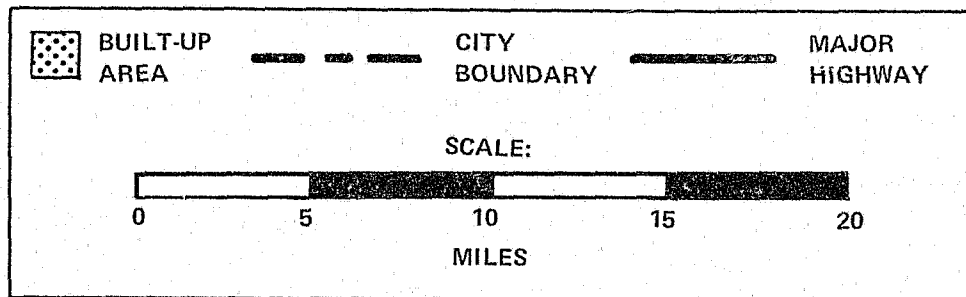 BUILT-UP AREA
CITY BOUNDARY
MAJOR HIGHWAY
SCALE:
0 5 10 15 20
MILES